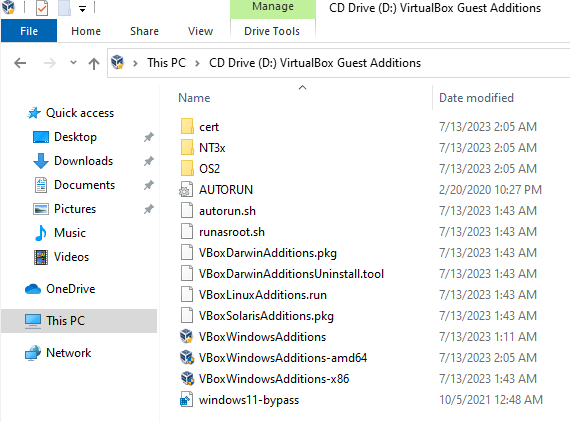 Manage
CD Drive (D:) VirtualBox Guest Additions
File
Home
Share
View
Drive Tools
This PC
CD Drive (D:) VirtualBox Guest Additions
Quick access
Desktop
Downloads
Documents
Pictures
Music
Videos
OneDrive
This PC
Network
Name Date modified
cert 7/13/2023 2:05 AM
NT3x 7/13/2023 2:05 AM
OS2 7/13/2023 2:05 AM
AUTORUN 2/20/2020 10:27 PM
autorun.sh 7/13/2023 1:43 AM
runasroot.sh 7/13/2023 1:43 AM
VBoxDarwinAdditions.pkg 7/13/2023 1:43 AM
VBoxDarwinAdditionsUninstall.tool 7/13/2023 1:43 AM
VBoxLinuxAdditions.run 7/13/2023 1:43 AM
VBoxSolarisAdditions.pkg 7/13/2023 1:43 AM
VBoxWindowsAdditions 7/13/2023 1:11 AM
VBoxWindowsAdditions-amd64 7/13/2023 2:05 AM
VBoxWindowsAdditions-x86 7/13/2023 1:43 AM
windows11-bypass 10/5/2021 12:48 AM